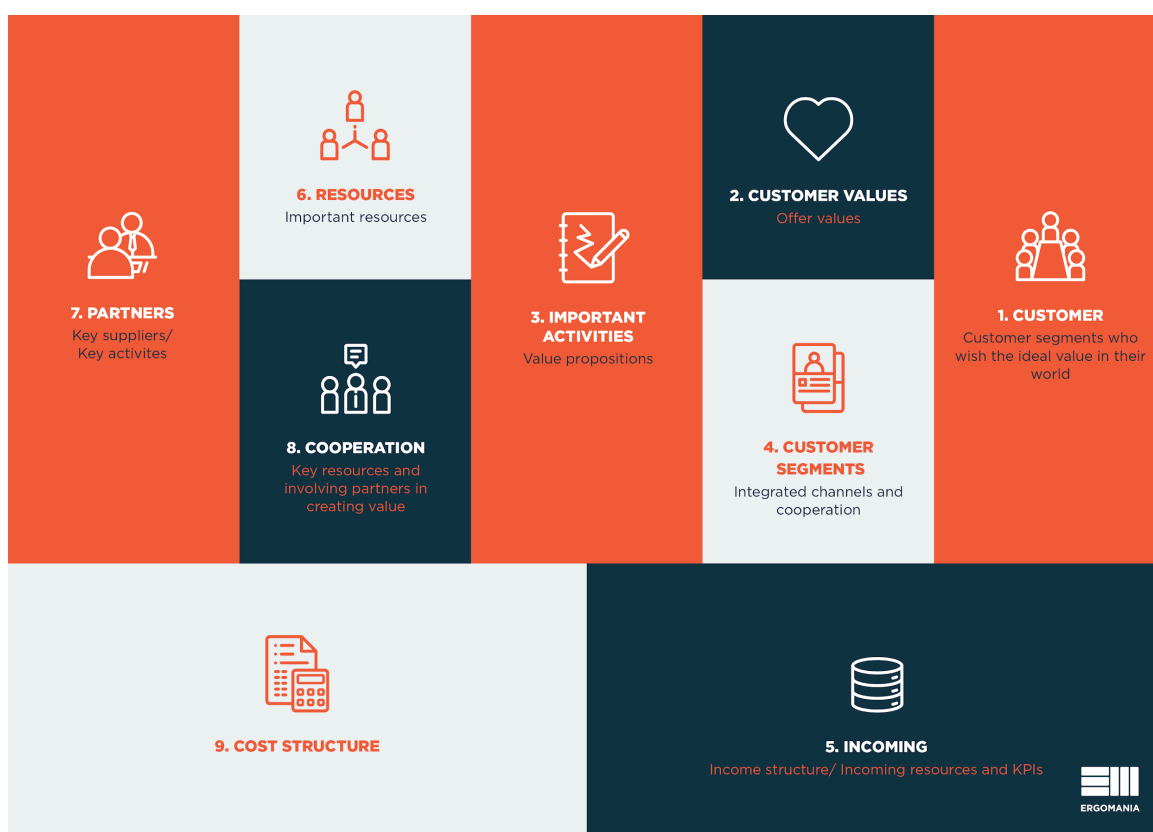 6. RESOURCES
Important resources
2. CUSTOMER VALUES
Offer values
7. PARTNERS
Key suppliers/
Key activites
3. IMPORTANT
ACTIVITIES
Value propositions
1. CUSTOMER
Customer segments who
wish the ideal value in their
world
8. COOPERATION
Key resources and
involving partners in
creating value
4. CUSTOMER
SEGMENTS
Integrated channels and
cooperation
9. COST STRUCTURE
5. INCOMING
Income structure/ Incoming resources and KPIs
ERGOMANIA